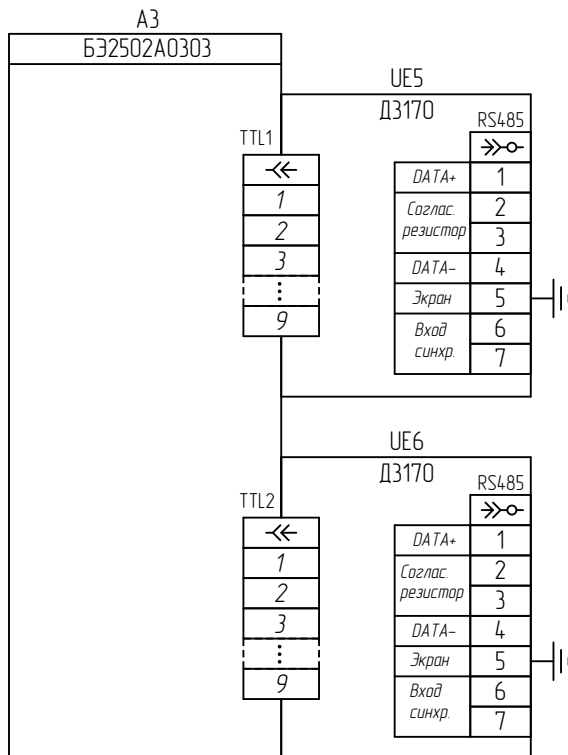 А3
БЭ2502А0303
UE5
Д3170
RS485
TTL1
1
2
3
⋮
9
DATA+ 1
Соглас. 2
резистор 3
DATA– 4
Экран 5
Вход 6
синхр. 7
UE6
Д3170
RS485
TTL2
1
2
3
⋮
9
DATA+ 1
Соглас. 2
резистор 3
DATA– 4
Экран 5
Вход 6
синхр. 7